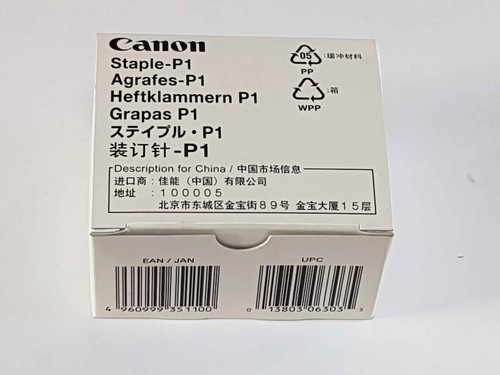 Canon
Staple-P1
Agrafes-P1
Heftklammern P1
Grapas P1
ステイプル・P1
装订针-P1
05
PP
:缓冲材料
:箱
WPP
Description for China / 中国市场信息
进口商：佳能（中国）有限公司
地址：100005
北京市东城区金宝街89号 金宝大厦15层
EAN / JAN
4 960999 351100
UPC
0 13803 06303 5